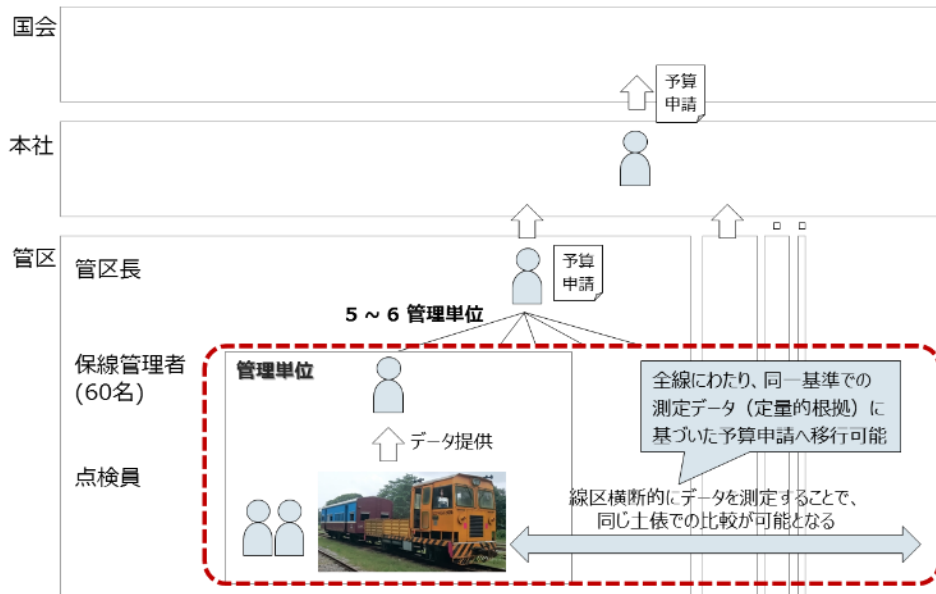 国会
予算
申請
本社
管区
管区長
予算
申請
5 ~ 6 管理単位
保線管理者
(60名)
管理単位
全線にわたり、同一基準での
測定データ（定量的根拠）に
基づいた予算申請へ移行可能
データ提供
点検員
線区横断的にデータを測定することで、
同じ土俵での比較が可能となる